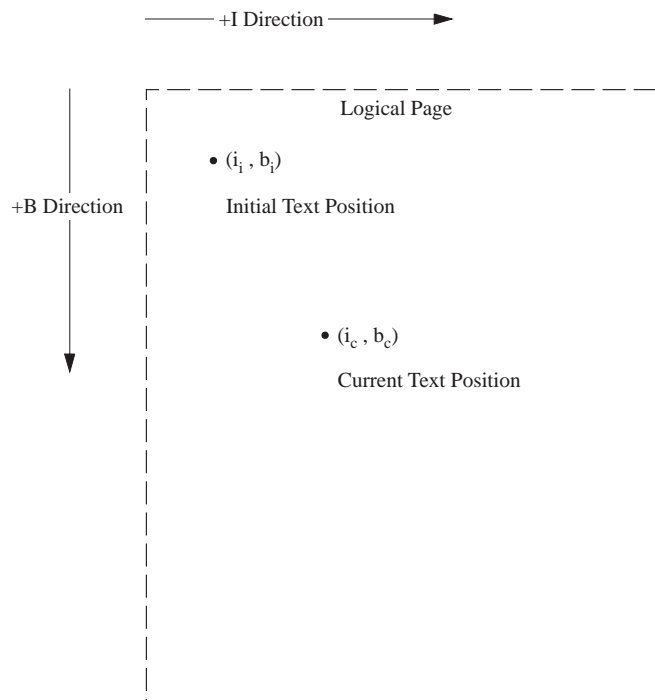 +I Direction
Logical Page
(i_i , b_i)
+B Direction
Initial Text Position
(i_c , b_c)
Current Text Position